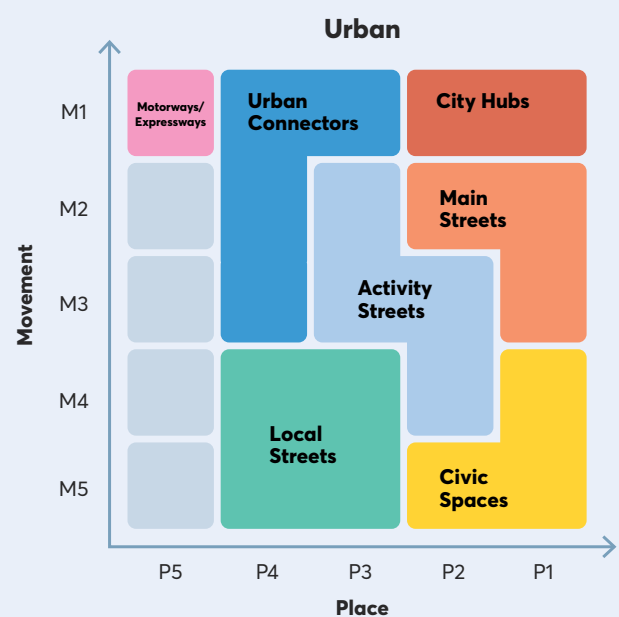 Urban
M1
Motorways/
Expressways
Urban
Connectors
City Hubs
M2
Main
Streets
Movement
M3
Activity
Streets
M4
Local
Streets
M5
Civic
Spaces
P5
P4
P3
P2
P1
Place